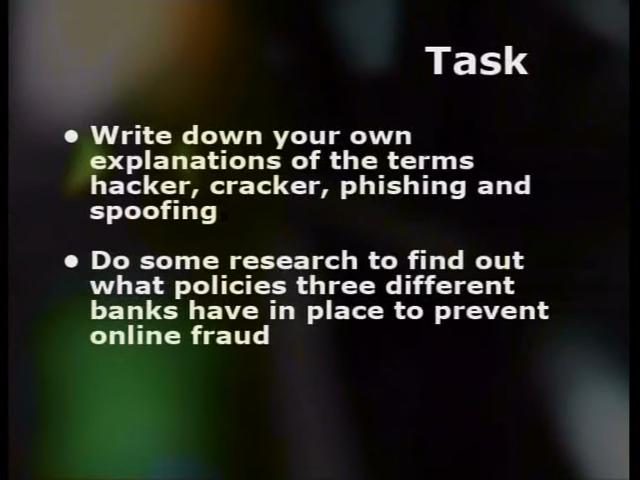 Task
• Write down your own
explanations of the terms
hacker, cracker, phishing and
spoofing
• Do some research to find out
what policies three different
banks have in place to prevent
online fraud